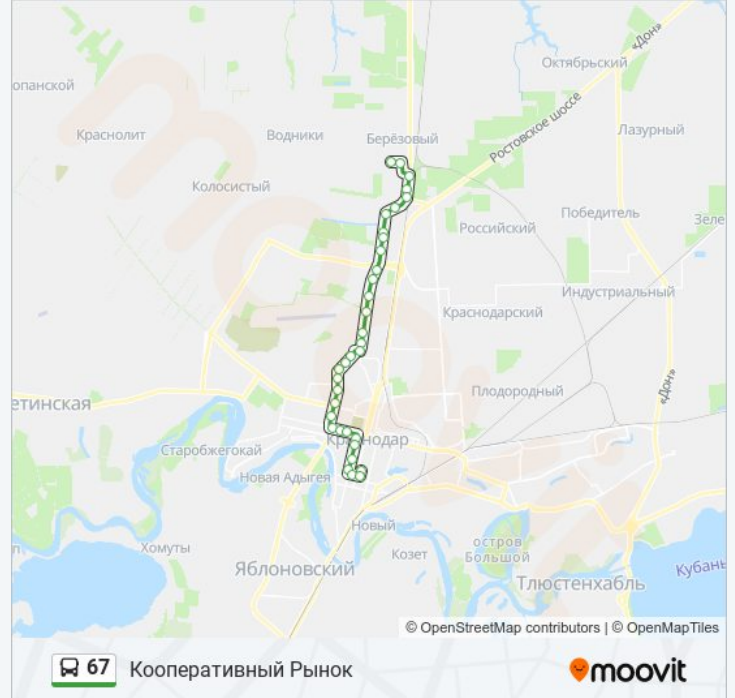 «Дон»
Октябрьский
опанской
Ростовское шоссе
Краснолит
Водники
Берёзовый
Лазурный
Колосистый
Победитель
Зеле
Российский
Индустриальный
Краснодарский
«Дон»
Плодородный
етинская
Краснодар
Старобжегокай
Новая Адыгея
Новый
остров
Большой
Хомуты
Козет
Яблоновский
Тлюстенхабль
Кубань
moovit
© OpenStreetMap contributors | © OpenMapTiles
67 Кооперативный Рынок
moovit